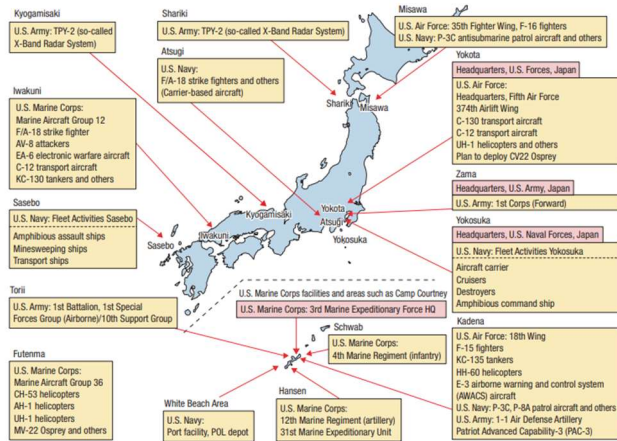 Kyogamisaki
U.S. Army: TPY-2 (so-called
X-Band Radar System)
Shariki
U.S. Army: TPY-2 (so-called X-Band Radar System)
Atsugi
U.S. Navy:
F/A-18 strike fighters and others
(Carrier-based aircraft)
Misawa
U.S. Air Force: 35th Fighter Wing, F-16 fighters
U.S. Navy: P-3C antisubmarine patrol aircraft and others
Yokota
Headquarters, U.S. Forces, Japan
U.S. Air Force:
Headquarters, Fifth Air Force
374th Airlift Wing
C-130 transport aircraft
C-12 transport aircraft
UH-1 helicopters and others
Plan to deploy CV22 Osprey
Iwakuni
U.S. Marine Corps:
Marine Aircraft Group 12
F/A-18 strike fighter
AV-8 attackers
EA-6 electronic warfare aircraft
C-12 transport aircraft
KC-130 tankers and others
Shariki
Misawa
Zama
Headquarters, U.S. Army, Japan
U.S. Army: 1st Corps (Forward)
Sasebo
U.S. Navy: Fleet Activities Sasebo
Amphibious assault ships
Minesweeping ships
Transport ships
Yokota
Kyogamisaki
Atsugi
Iwakuni
Sasebo
Yokosuka
Yokosuka
Headquarters, U.S. Naval Forces, Japan
U.S. Navy: Fleet Activities Yokosuka
Aircraft carrier
Cruisers
Destroyers
Amphibious command ship
Torii
U.S. Army: 1st Battalion, 1st Special
Forces Group (Airborne)/10th Support Group
U.S. Marine Corps facilities and areas such as Camp Courtney
U.S. Marine Corps: 3rd Marine Expeditionary Force HQ
Schwab
U.S. Marine Corps:
4th Marine Regiment (infantry)
Kadena
U.S. Air Force: 18th Wing
F-15 fighters
KC-135 tankers
HH-60 helicopters
E-3 airborne warning and control system
(AWACS) aircraft
U.S. Navy: P-3C, P-8A patrol aircraft and others
U.S. Army: 1-1 Air Defense Artillery
Patriot Advanced Capability-3 (PAC-3)
Futenma
U.S. Marine Corps:
Marine Aircraft Group 36
CH-53 helicopters
AH-1 helicopters
UH-1 helicopters
MV-22 Osprey and others
White Beach Area
U.S. Navy:
Port facility, POL depot
Hansen
U.S. Marine Corps:
12th Marine Regiment (artillery)
31st Marine Expeditionary Unit